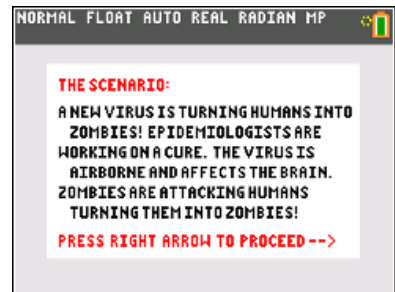 NORMAL FLOAT AUTO REAL RADIAN MP
THE SCENARIO:
A NEW VIRUS IS TURNING HUMANS INTO
ZOMBIES! EPIDEMIOLOGISTS ARE
WORKING ON A CURE. THE VIRUS IS
AIRBORNE AND AFFECTS THE BRAIN.
ZOMBIES ARE ATTACKING HUMANS
TURNING THEM INTO ZOMBIES!
PRESS RIGHT ARROW TO PROCEED -->